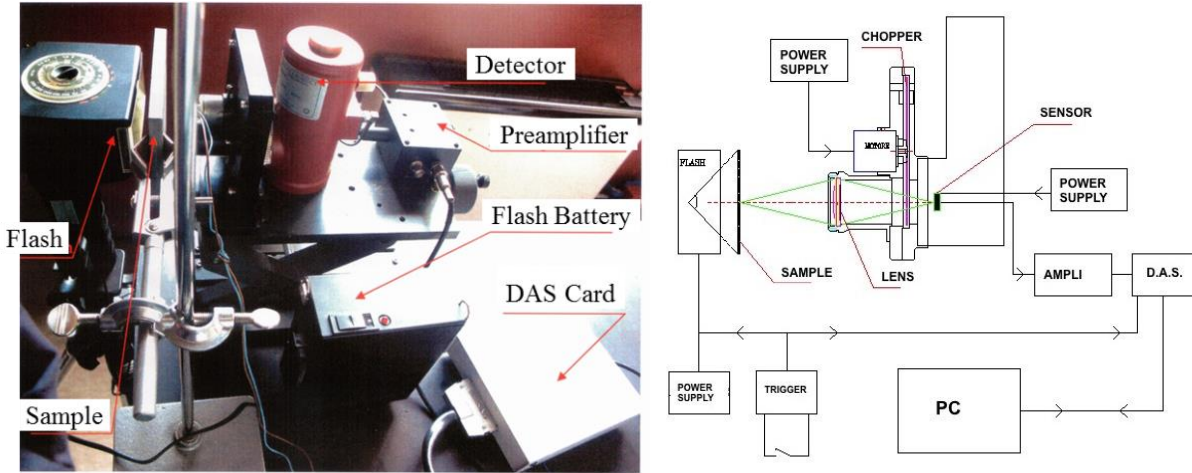 Detector
Preamplifier
Flash Battery
Flash
DAS Card
Sample
CHOPPER
POWER
SUPPLY
SENSOR
MOTORE
FLASH
POWER
SUPPLY
SAMPLE
LENS
AMPLI
D.A.S.
POWER
SUPPLY
TRIGGER
PC